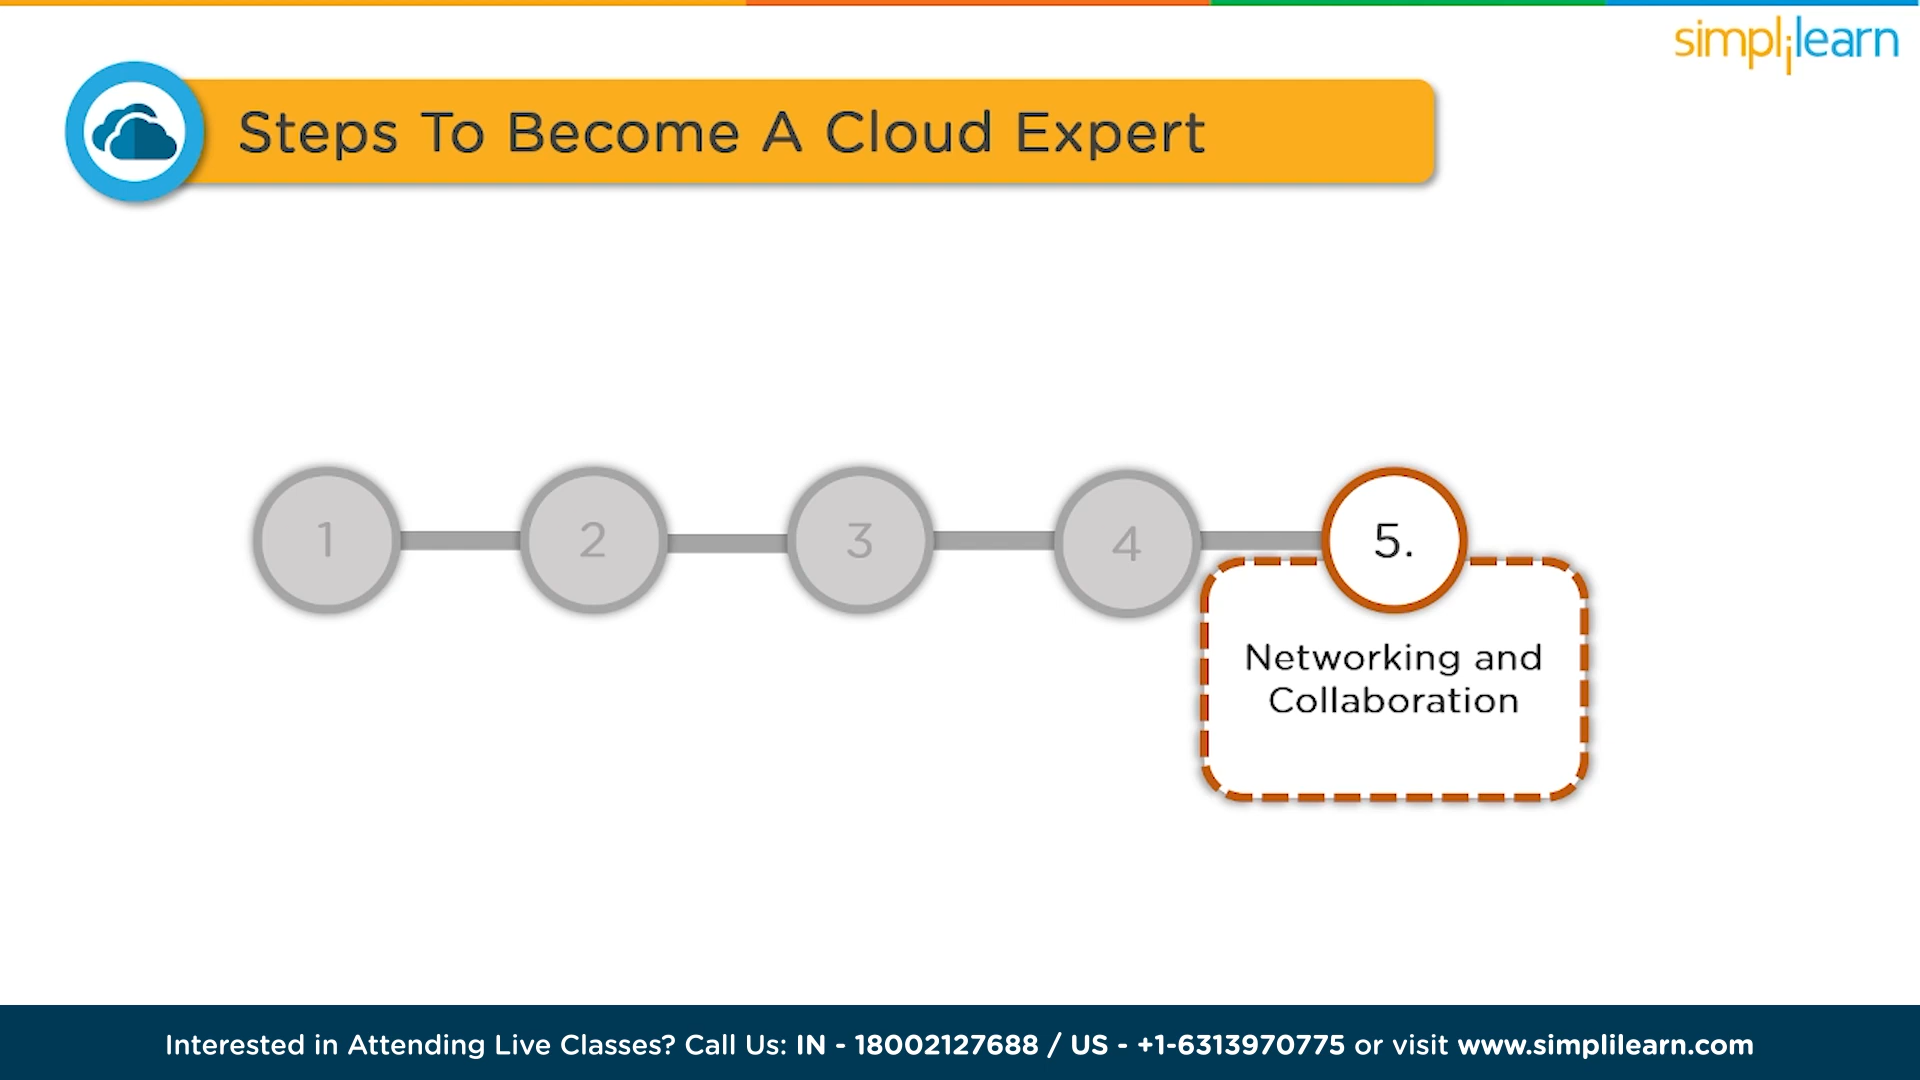 simplilearn
Steps To Become A Cloud Expert
1
2
3
4
5.
Networking and
Collaboration
Interested in Attending Live Classes? Call Us: IN - 18002127688 / US - +1-6313970775 or visit www.simplilearn.com